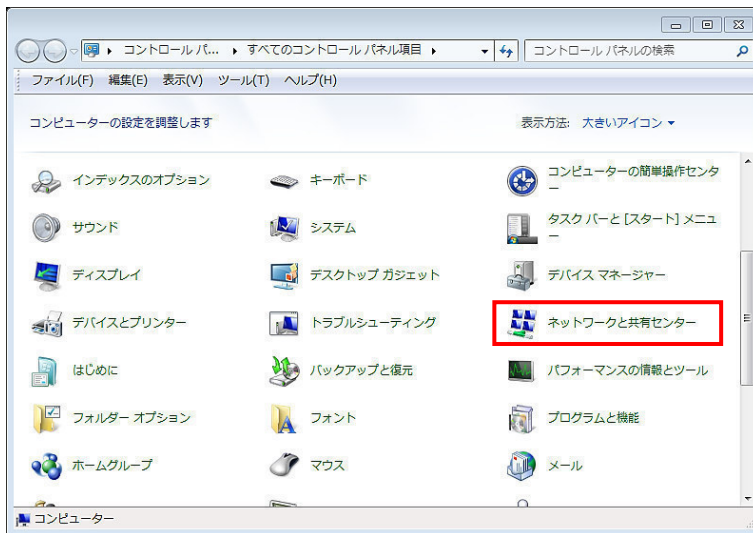 コントロール パ... すべてのコントロール パネル項目 コントロール パネルの検索
ファイル(F) 編集(E) 表示(V) ツール(T) ヘルプ(H)
コンピューターの設定を調整します 表示方法: 大きいアイコン
インデックスのオプション キーボード コンピューターの簡単操作センタ
ー
サウンド システム タスク バーと [スタート] メニュ
ー
ディスプレイ デスクトップ ガジェット デバイス マネージャー
デバイスとプリンター トラブルシューティング ネットワークと共有センター
はじめに バックアップと復元 パフォーマンスの情報とツール
フォルダー オプション フォント プログラムと機能
ホームグループ マウス メール
コンピューター